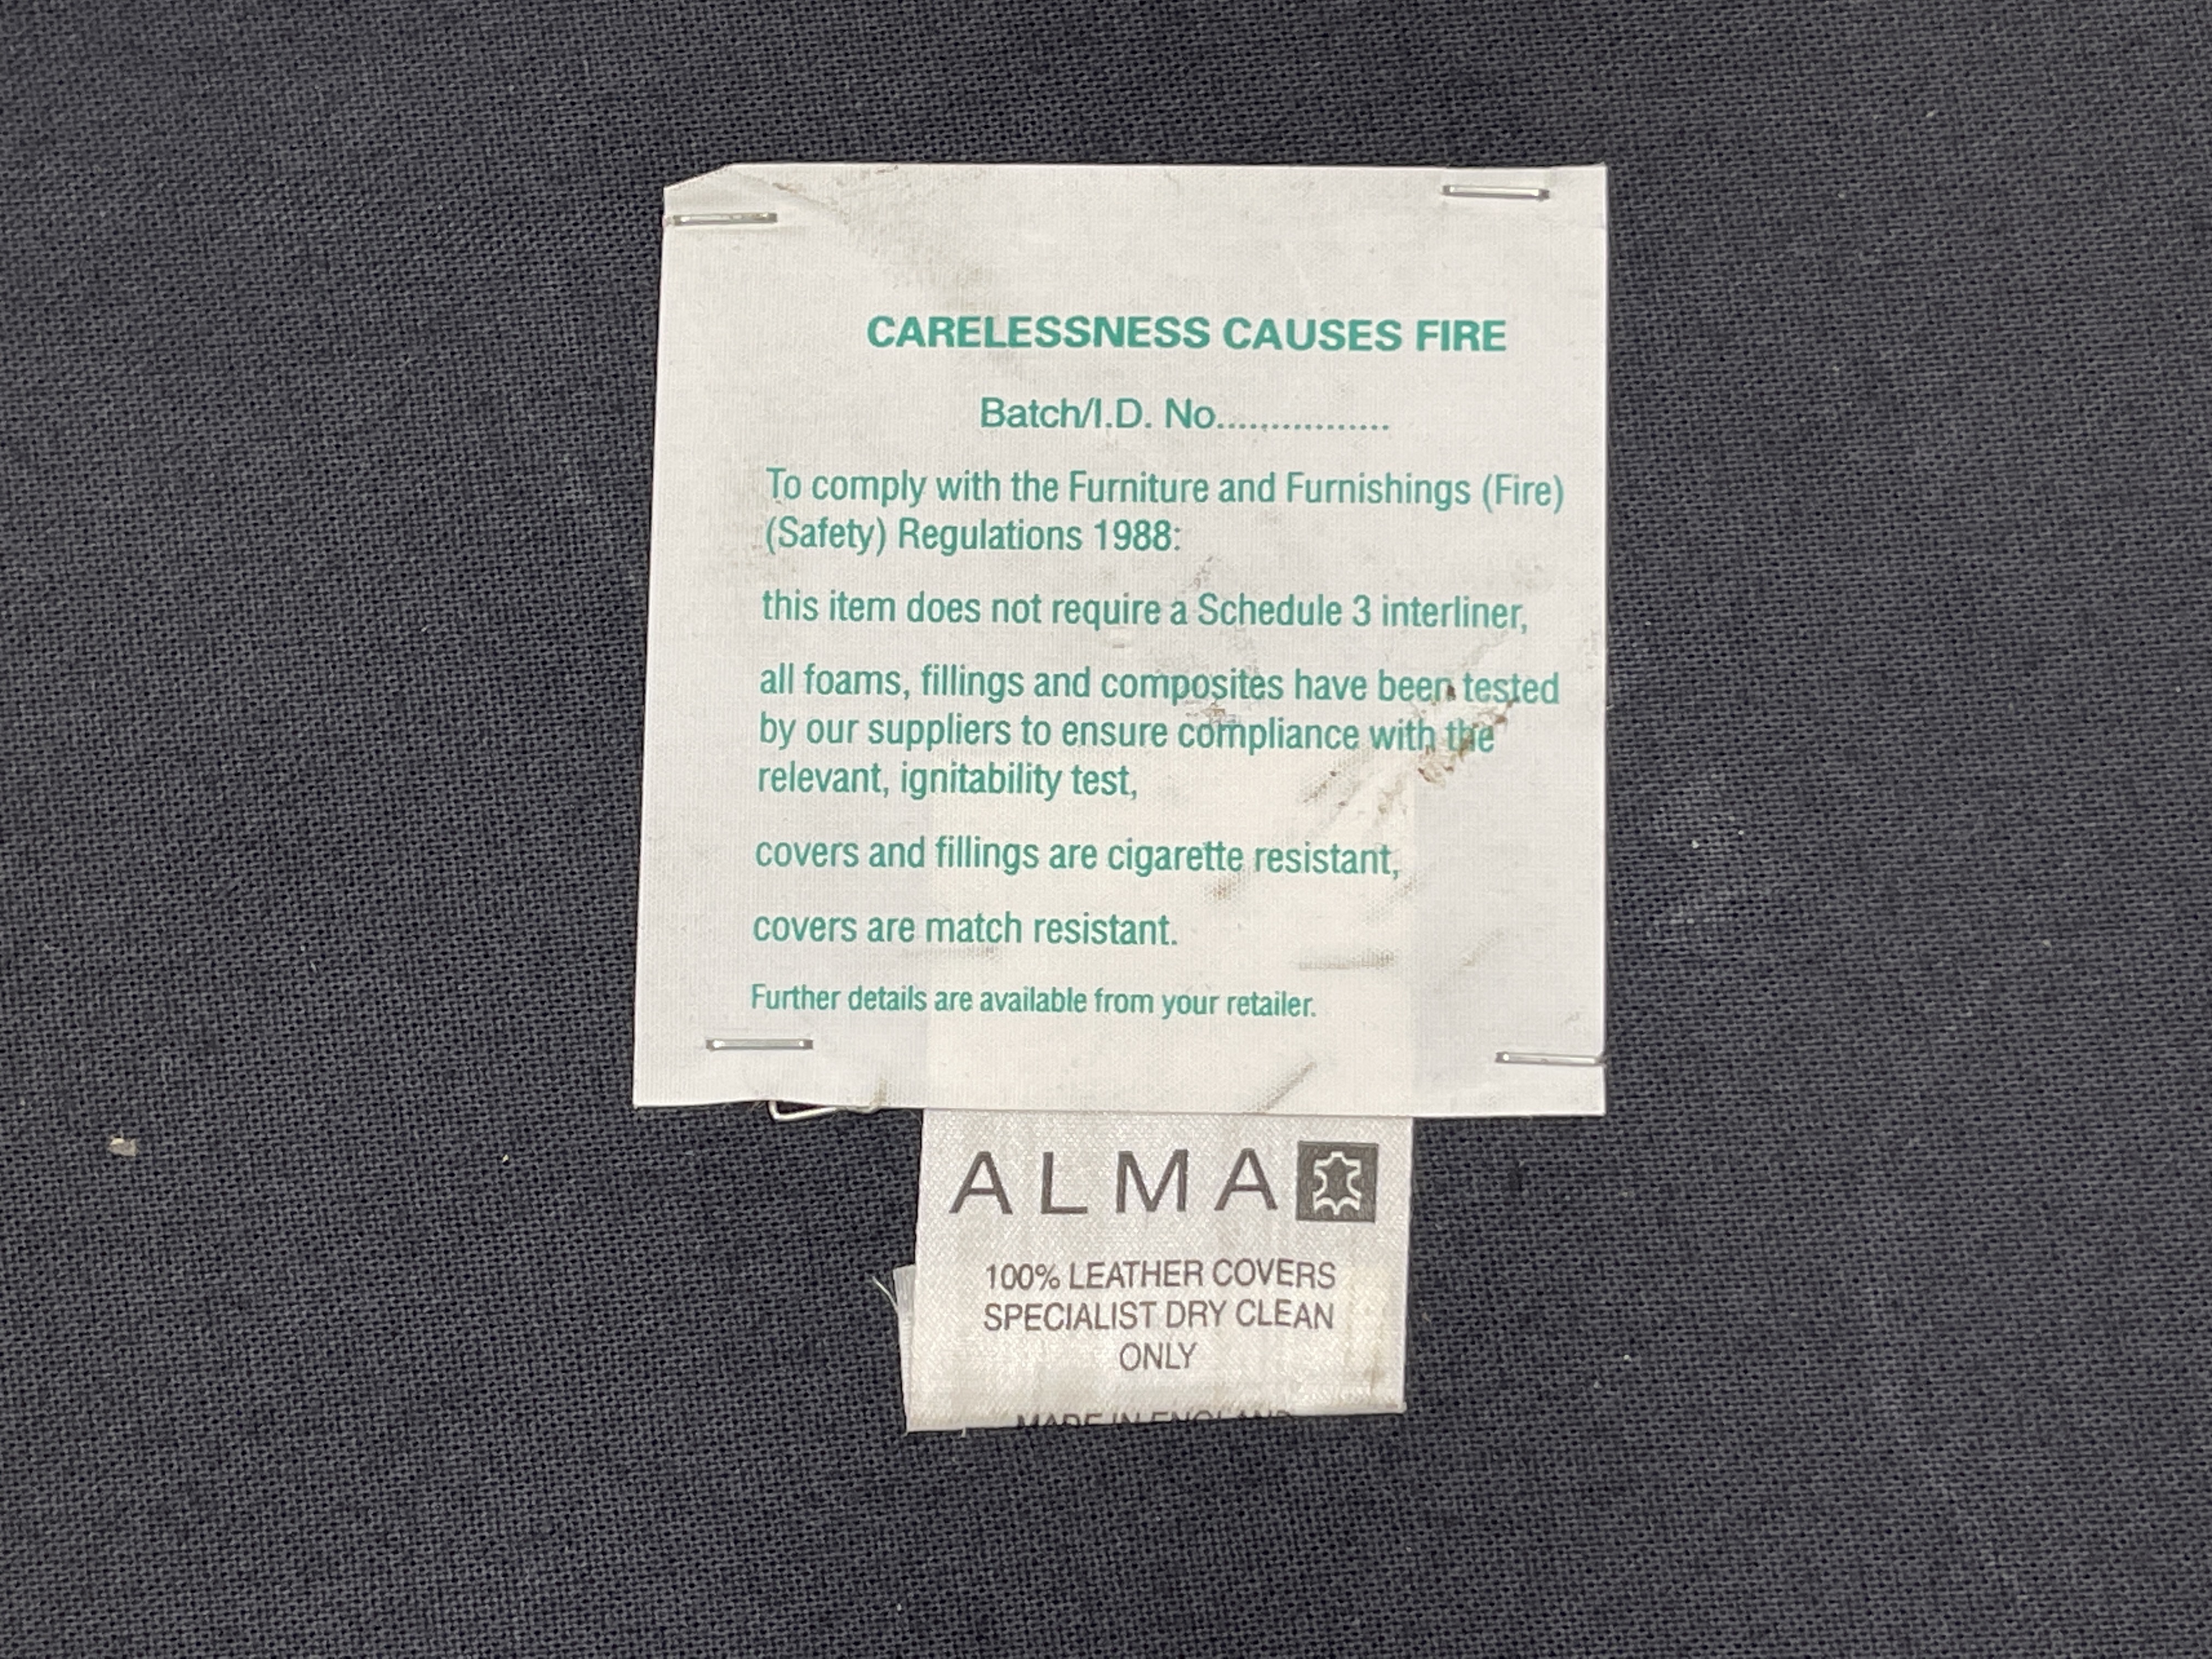 CARELESSNESS CAUSES FIRE
Batch/I.D. No................
To comply with the Furniture and Furnishings (Fire)
(Safety) Regulations 1988:
this item does not require a Schedule 3 interliner,
all foams, fillings and composites have been tested
by our suppliers to ensure compliance with the
relevant, ignitability test,
covers and fillings are cigarette resistant,
covers are match resistant.
Further details are available from your retailer.
ALMA
100% LEATHER COVERS
SPECIALIST DRY CLEAN
ONLY
MADE IN ENGLAND